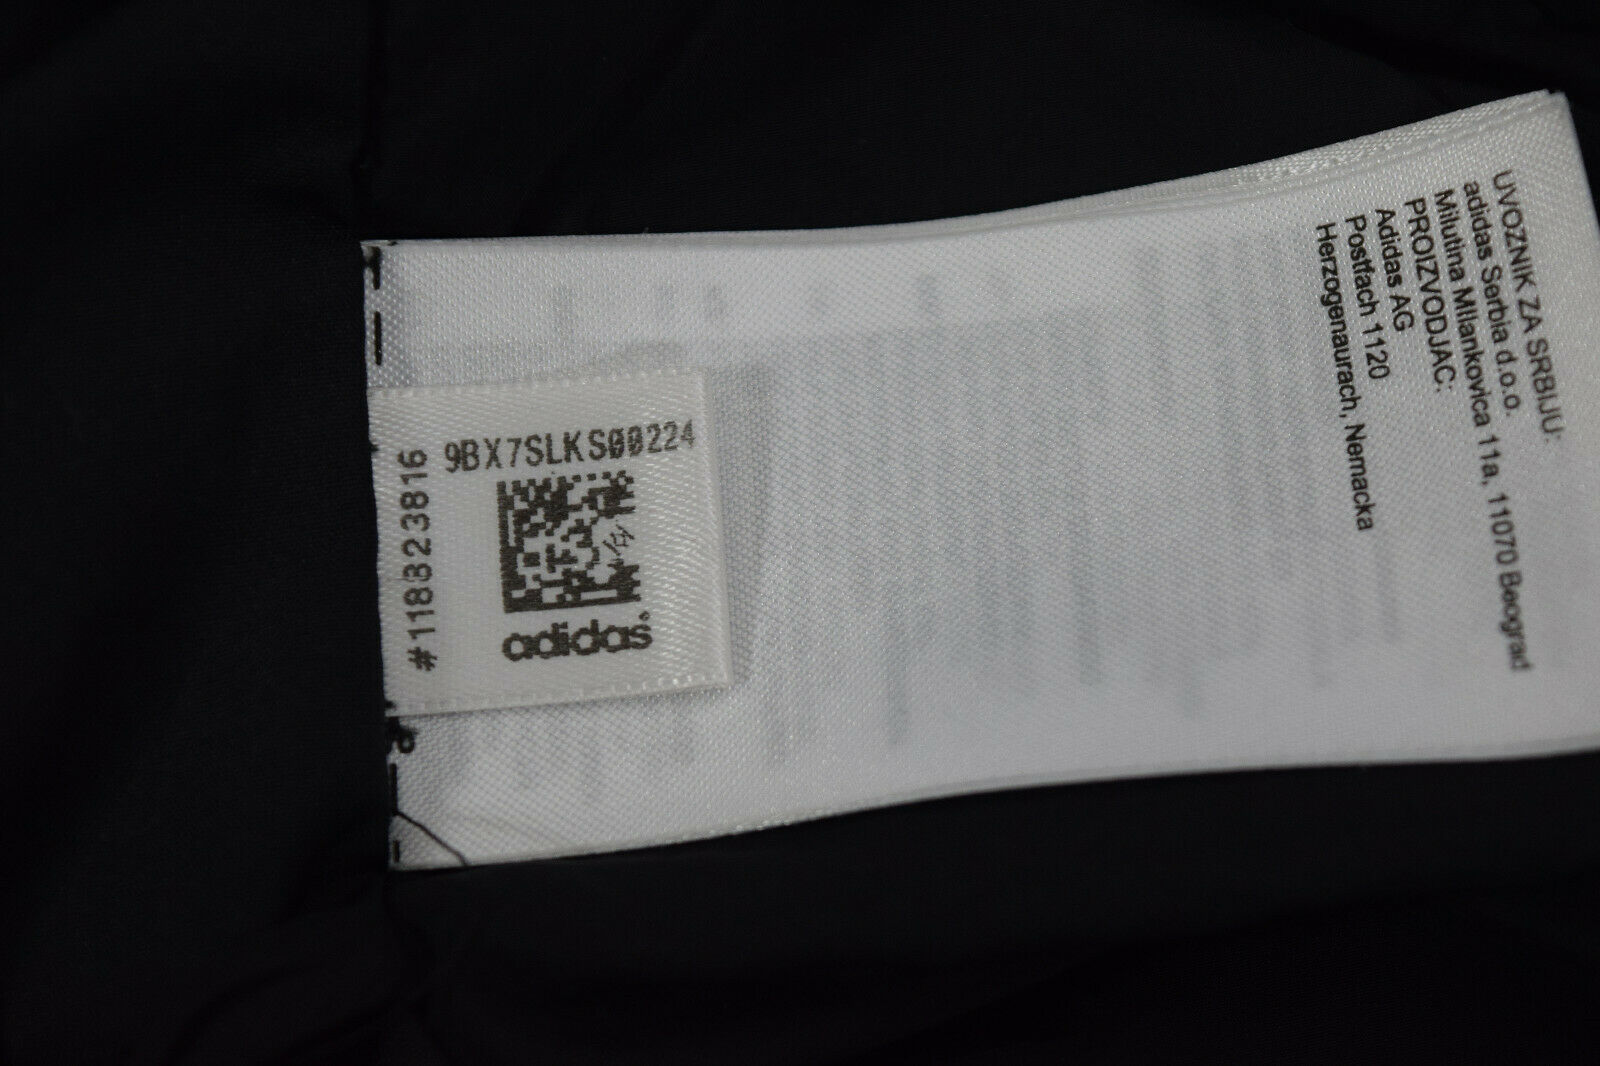 9BX7SLKS00224
#118823816
adidas
UVOZNIK ZA SRBIJU:
adidas Serbia d.o.o.
Milutina Milankovica 11a, 11070 Beograd
PROIZVODJAC:
Adidas AG
Postfach 1120
Herzogenaurach, Nemacka